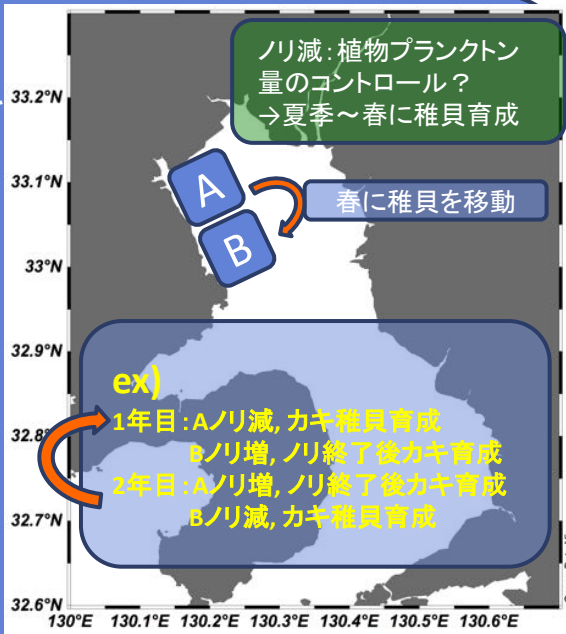 ノリ減：植物プランクトン
量のコントロール？
→夏季～春に稚貝育成
33.2°N
A
33.1°N
春に稚貝を移動
B
33°N
32.9°N
ex)
1年目：Aノリ減, カキ稚貝育成
Bノリ増, ノリ終了後カキ育成
32.8°
2年目：Aノリ増, ノリ終了後カキ育成
Bノリ減, カキ稚貝育成
32.7°N
32.6°N
130°E 130.1°E 130.2°E 130.3°E 130.4°E 130.5°E 130.6°E